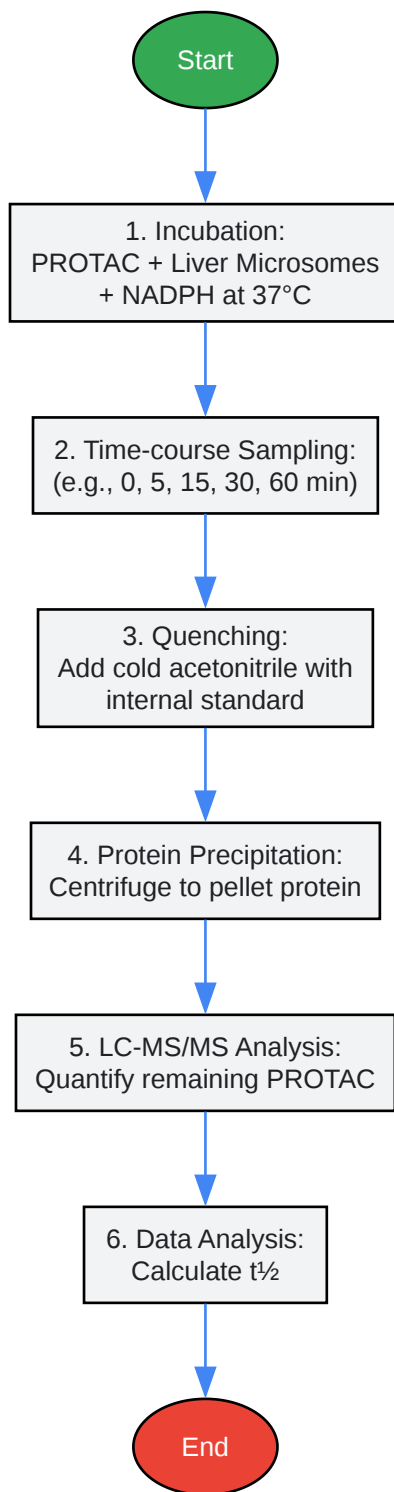 Start
1. Incubation:
PROTAC + Liver Microsomes
+ NADPH at 37°C
2. Time-course Sampling:
(e.g., 0, 5, 15, 30, 60 min)
3. Quenching:
Add cold acetonitrile with
internal standard
4. Protein Precipitation:
Centrifuge to pellet protein
5. LC-MS/MS Analysis:
Quantify remaining PROTAC
6. Data Analysis:
Calculate t½
End